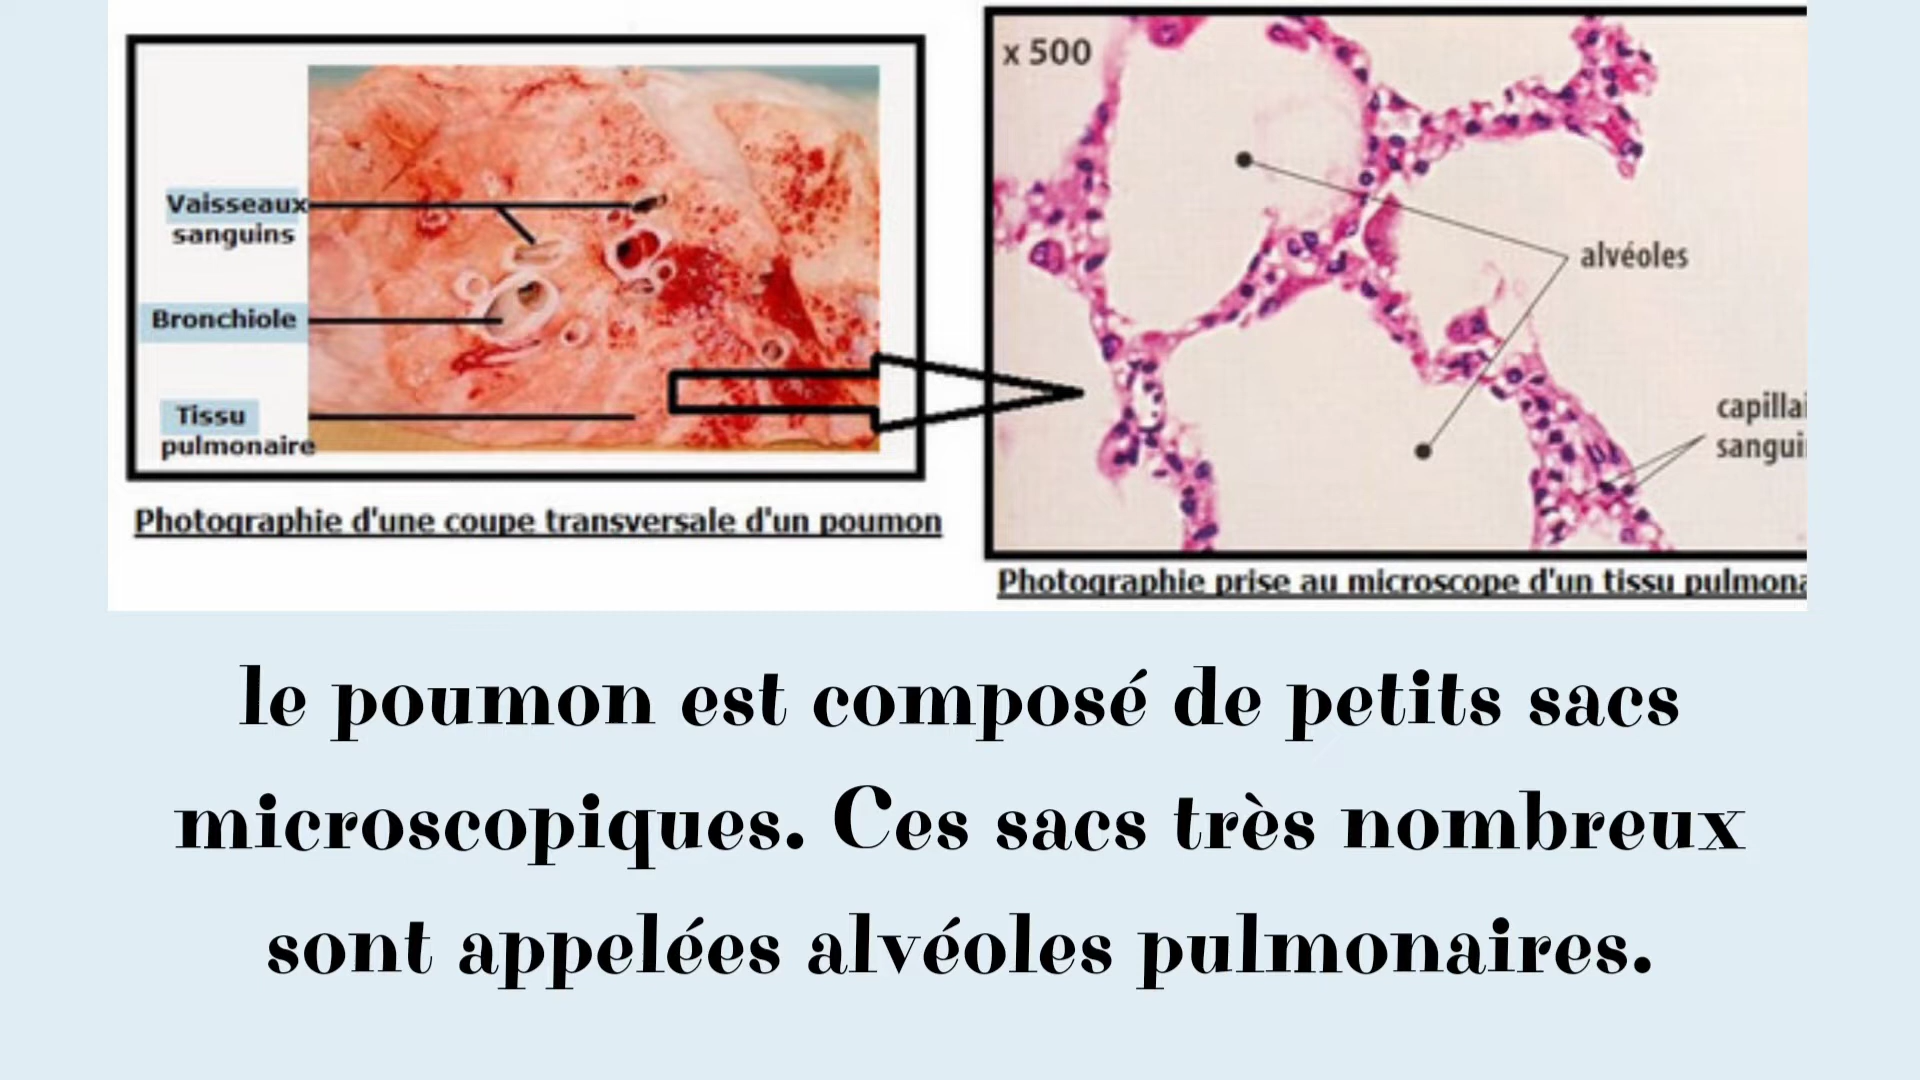 Vaisseaux
sanguins
Bronchiole
Tissu
pulmonaire
Photographie d'une coupe transversale d'un poumon
x 500
alvéoles
capillai
sangui
Photographie prise au microscope d'un tissu pulmona
le poumon est composé de petits sacs
microscopiques. Ces sacs très nombreux
sont appelées alvéoles pulmonaires.